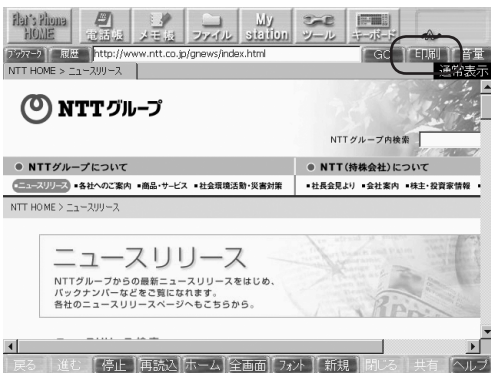 Flet's Phone HOME 電話帳 メモ帳 ファイル My station ツール キーボード
ブックマーク 履歴 http://www.ntt.co.jp/gnews/index.html GO 印刷 音量
NTT HOME > ニュースリリース 通常表示
NTTグループ
NTTグループ内検索
NTTグループについて NTT(持株会社)について
ニュースリリース ■各社へのご案内 ■商品・サービス ■社会環境活動・災害対策 ■社長会見より ■会社案内 ■株主・投資家情報
NTT HOME > ニュースリリース
ニュースリリース
NTTグループからの最新ニュースリリースをはじめ、
バックナンバーなどをご覧になれます。
各社のニュースリリースページへもこちらから。
戻る 進む 停止 再読込 ホーム 全画面 フォント 新規 閉じる 共有 ヘルプ